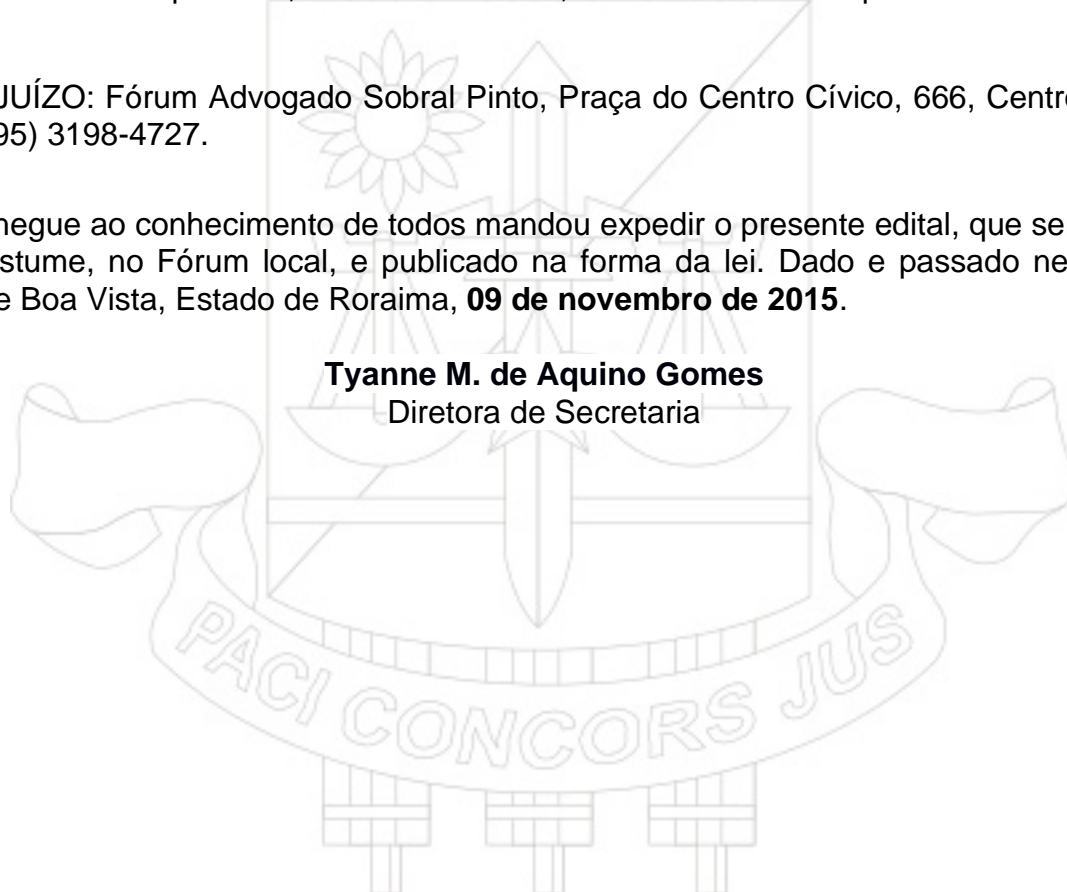 JUÍZO: Fórum Advogado Sobral Pinto, Praça do Centro Cívico, 666, Centro
95) 3198-4727.
hegue ao conhecimento de todos mandou expedir o presente edital, que se
stume, no Fórum local, e publicado na forma da lei. Dado e passado ne
e Boa Vista, Estado de Roraima, 09 de novembro de 2015.
Tyanne M. de Aquino Gomes
Diretora de Secretaria
PACI CONCORS JUS